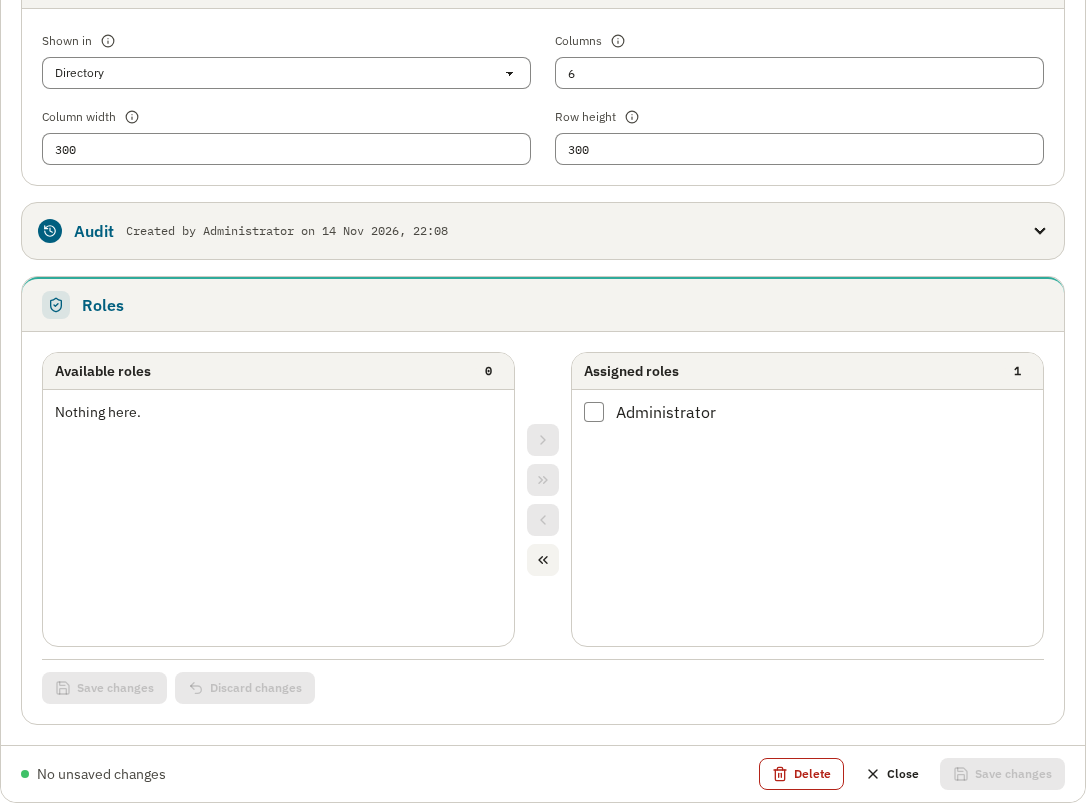 Shown in
Columns
Directory
6
Column width
Row height
300
300
Audit Created by Administrator on 14 Nov 2026, 22:08
Roles
Available roles 0
Assigned roles 1
Nothing here.
Administrator
Save changes
Discard changes
No unsaved changes
Delete
Close
Save changes